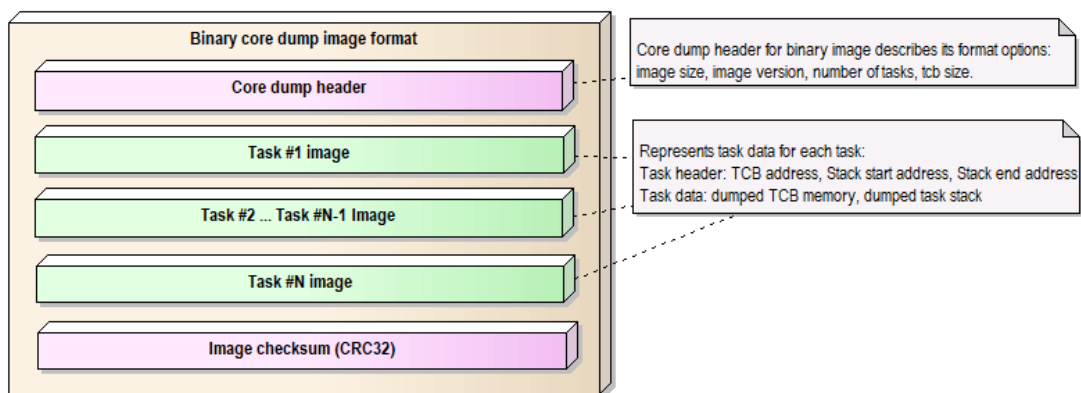 Binary core dump image format
Core dump header
Task #1 image
Task #2 ... Task #N-1 Image
Task #N image
Image checksum (CRC32)
Core dump header for binary image describes its format options:
image size, image version, number of tasks, tcb size.
Represents task data for each task:
Task header: TCB address, Stack start address, Stack end address
Task data: dumped TCB memory, dumped task stack